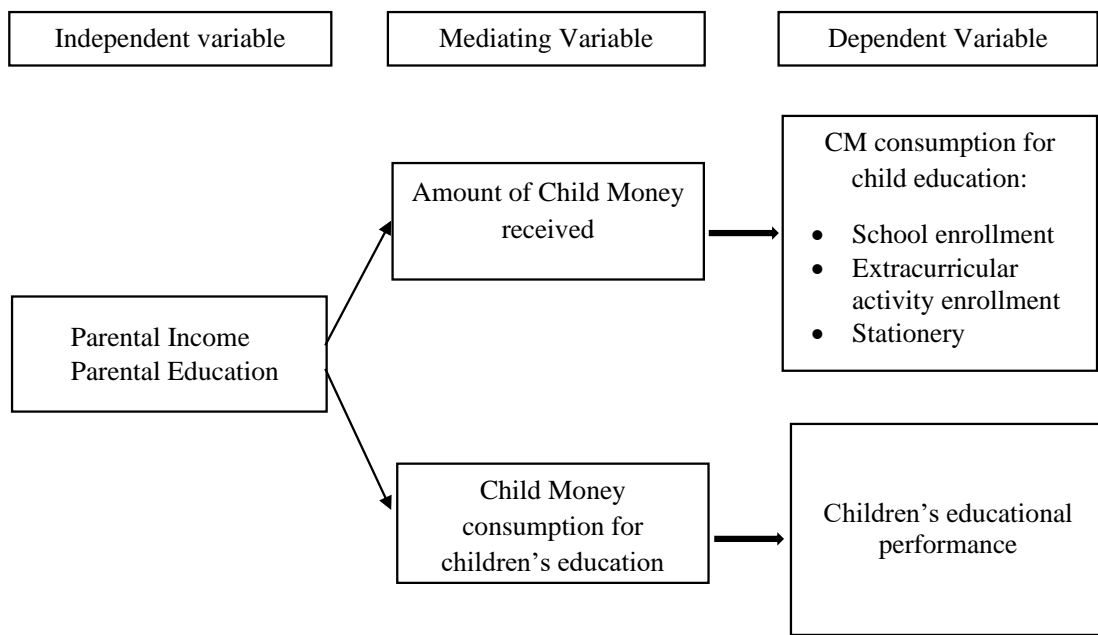 Independent variable
Mediating Variable
Dependent Variable
Parental Income
Parental Education
Amount of Child Money
received
CM consumption for
child education:
• School enrollment
• Extracurricular
activity enrollment
• Stationery
Child Money
consumption for
children’s education
Children’s educational
performance